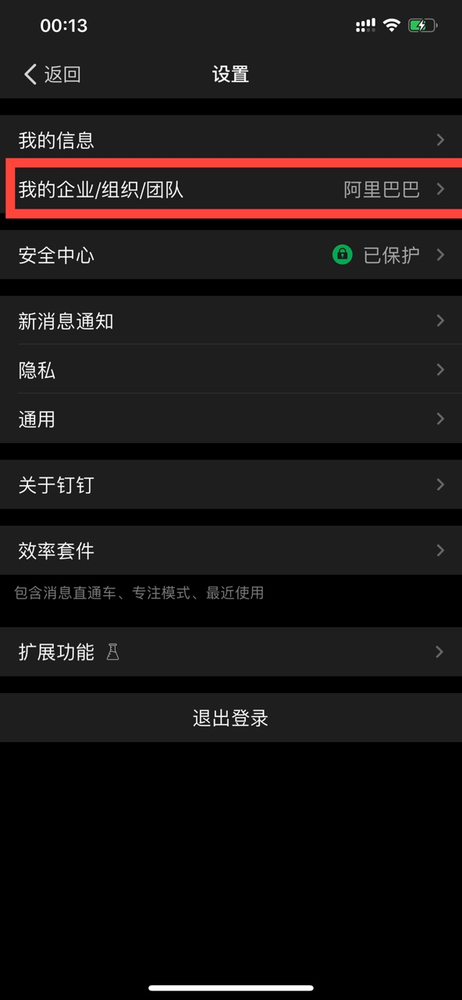 00:13
返回
设置
我的信息
我的企业/组织/团队 阿里巴巴
安全中心 已保护
新消息通知
隐私
通用
关于钉钉
效率套件
包含消息直通车、专注模式、最近使用
扩展功能
退出登录